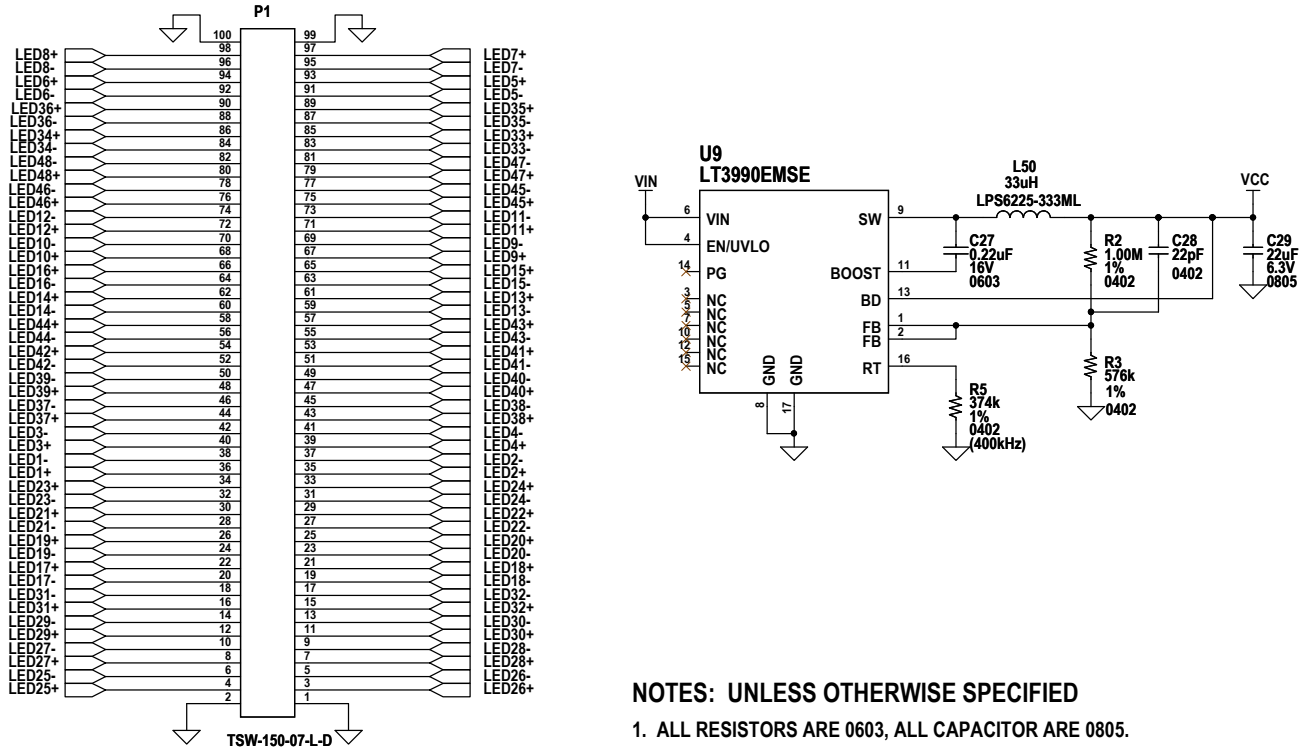 P1
100 99
LED8+ 98 97 LED7+
LED8- 96 95 LED7-
LED6+ 94 93 LED5+
LED6- 92 91 LED5-
LED36+ 90 89 LED35+
LED36- 88 87 LED35-
LED34+ 86 85 LED33+
LED34- 84 83 LED33-
LED48- 82 81 LED47-
LED48+ 80 79 LED47+
LED46- 78 77 LED45-
LED46+ 76 75 LED45+
LED12- 74 73 LED11-
LED12+ 72 71 LED11+
LED10- 70 69 LED9-
LED10+ 68 67 LED9+
LED16+ 66 65 LED15+
LED16- 64 63 LED15-
LED14+ 62 61 LED13+
LED14- 60 59 LED13-
LED44+ 58 57 LED43+
LED44- 56 55 LED43-
LED42+ 54 53 LED41+
LED42- 52 51 LED41-
LED39- 50 49 LED40-
LED39+ 48 47 LED40+
LED37- 46 45 LED38-
LED37+ 44 43 LED38+
LED3- 42 41 LED4-
LED3+ 40 39 LED4+
LED1- 38 37 LED2-
LED1+ 36 35 LED2+
LED23+ 34 33 LED24+
LED23- 32 31 LED24-
LED21+ 30 29 LED22+
LED21- 28 27 LED22-
LED19+ 26 25 LED20+
LED19- 24 23 LED20-
LED17+ 22 21 LED18+
LED17- 20 19 LED18-
LED31- 18 17 LED32-
LED31+ 16 15 LED32+
LED29- 14 13 LED30-
LED29+ 12 11 LED30+
LED27- 10 9 LED28-
LED27+ 8 7 LED28+
LED25- 6 5 LED26-
LED25+ 4 3 LED26+
2 1
TSW-150-07-L-D
U9
LT3990EMSE
VIN
6 VIN
4 EN/UVLO
14 PG
3 NC
5 NC
7 NC
10 NC
12 NC
15 NC
GND 8
GND 17
SW 9
BOOST 11
BD 13
FB 1
FB 2
RT 16
L50
33uH
LPS6225-333ML
VCC
C27
0.22uF
16V
0603
R2
1.00M
1%
0402
C28
22pF
0402
C29
22uF
6.3V
0805
R3
576k
1%
0402
R5
374k
1%
0402
(400kHz)
NOTES: UNLESS OTHERWISE SPECIFIED
1. ALL RESISTORS ARE 0603, ALL CAPACITOR ARE 0805.